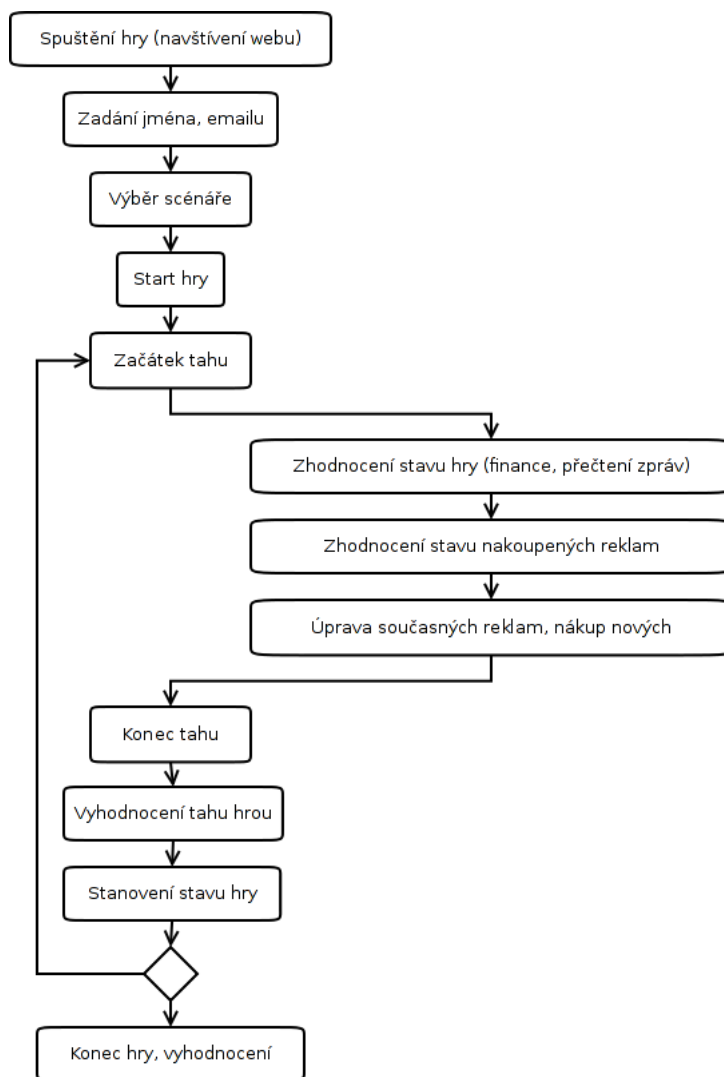 Spuštění hry (navštívení webu)
Zadání jména, emailu
Výběr scénáře
Start hry
Začátek tahu
Zhodnocení stavu hry (finance, přečtení zpráv)
Zhodnocení stavu nakoupených reklam
Úprava současných reklam, nákup nových
Konec tahu
Vyhodnocení tahu hrou
Stanovení stavu hry
Konec hry, vyhodnocení